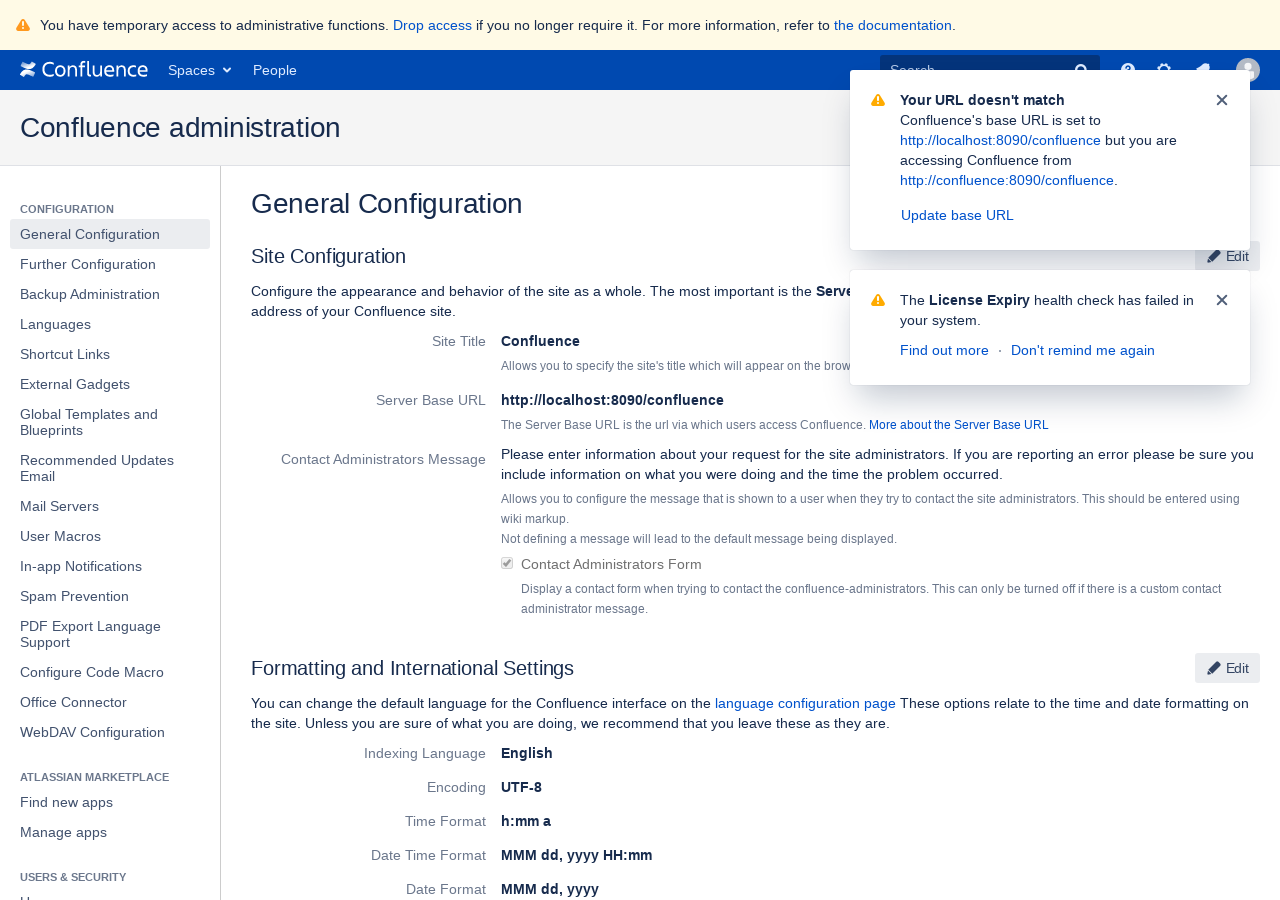 You have temporary access to administrative functions. Drop access if you no longer require it. For more information, refer to the documentation.
Confluence Spaces People
Confluence administration
Your URL doesn't match
Confluence's base URL is set to
http://localhost:8090/confluence but you are
accessing Confluence from
http://confluence:8090/confluence.
Update base URL
The License Expiry health check has failed in
your system.
Find out more · Don't remind me again
CONFIGURATION
General Configuration
Further Configuration
Backup Administration
Languages
Shortcut Links
External Gadgets
Global Templates and
Blueprints
Recommended Updates
Email
Mail Servers
User Macros
In-app Notifications
Spam Prevention
PDF Export Language
Support
Configure Code Macro
Office Connector
WebDAV Configuration
ATLASSIAN MARKETPLACE
Find new apps
Manage apps
USERS & SECURITY
General Configuration
Site Configuration
Edit
Configure the appearance and behavior of the site as a whole. The most important is the
address of your Confluence site.
Site Title Confluence
Allows you to specify the site's title which will appear on the
Server Base URL http://localhost:8090/confluence
The Server Base URL is the url via which users access Confluence. More about the Server Base URL
Contact Administrators Message Please enter information about your request for the site administrators. If you are reporting an error please be sure you
include information on what you were doing and the time the problem occurred.
Allows you to configure the message that is shown to a user when they try to contact the site administrators. This should be entered using
wiki markup.
Not defining a message will lead to the default message being displayed.
Contact Administrators Form
Display a contact form when trying to contact the confluence-administrators. This can only be turned off if there is a custom contact
administrator message.
Formatting and International Settings
Edit
You can change the default language for the Confluence interface on the language configuration page These options relate to the time and date formatting on
the site. Unless you are sure of what you are doing, we recommend that you leave these as they are.
Indexing Language English
Encoding UTF-8
Time Format h:mm a
Date Time Format MMM dd, yyyy HH:mm
Date Format MMM dd, yyyy